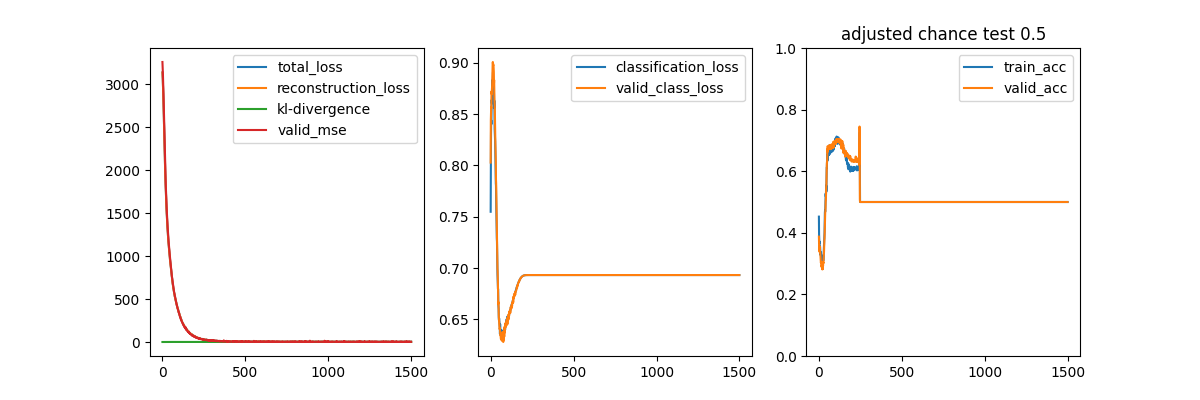 adjusted chance test 0.5
3000
2500
2000
1500
1000
500
0
0 500 1000 1500
total_loss
reconstruction_loss
kl-divergence
valid_mse
0.90
0.85
0.80
0.75
0.70
0.65
0 500 1000 1500
classification_loss
valid_class_loss
1.0
0.8
0.6
0.4
0.2
0.0
0 500 1000 1500
train_acc
valid_acc